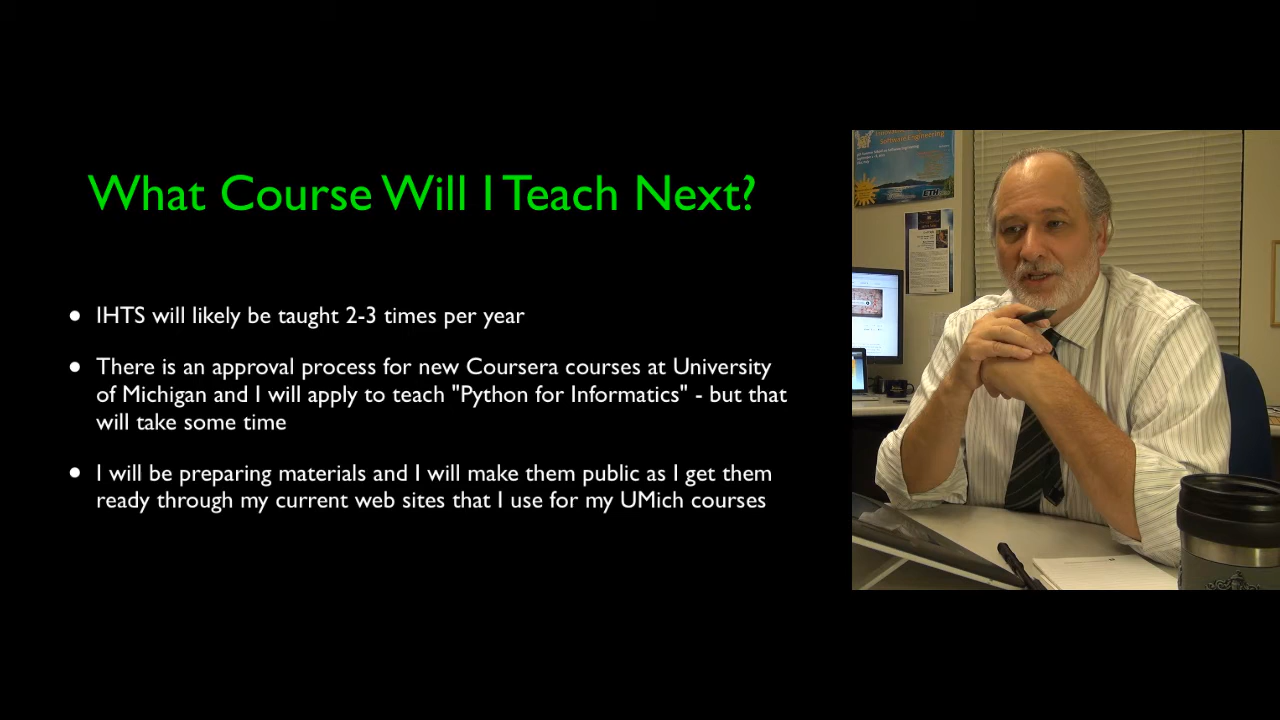 What Course Will I Teach Next?
• IHTS will likely be taught 2-3 times per year
• There is an approval process for new Coursera courses at University
of Michigan and I will apply to teach "Python for Informatics" - but that
will take some time
• I will be preparing materials and I will make them public as I get them
ready through my current web sites that I use for my UMich courses
Software Engineering